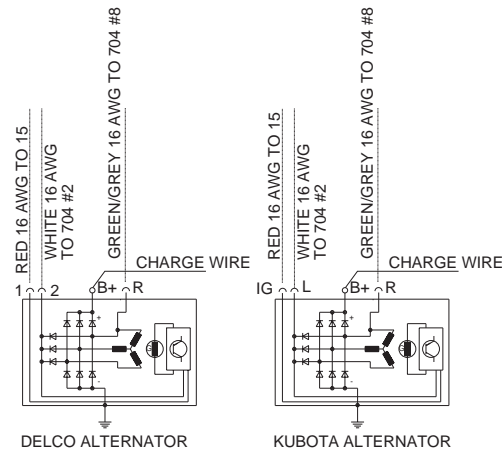 RED 16 AWG TO 15
WHITE 16 AWG
TO 704 #2
GREEN/GREY 16 AWG TO 704 #8
CHARGE WIRE
1 2 B+ R
+
-
DELCO ALTERNATOR
RED 16 AWG TO 15
WHITE 16 AWG
TO 704 #2
GREEN/GREY 16 AWG TO 704 #8
CHARGE WIRE
IG L B+ R
+
-
KUBOTA ALTERNATOR